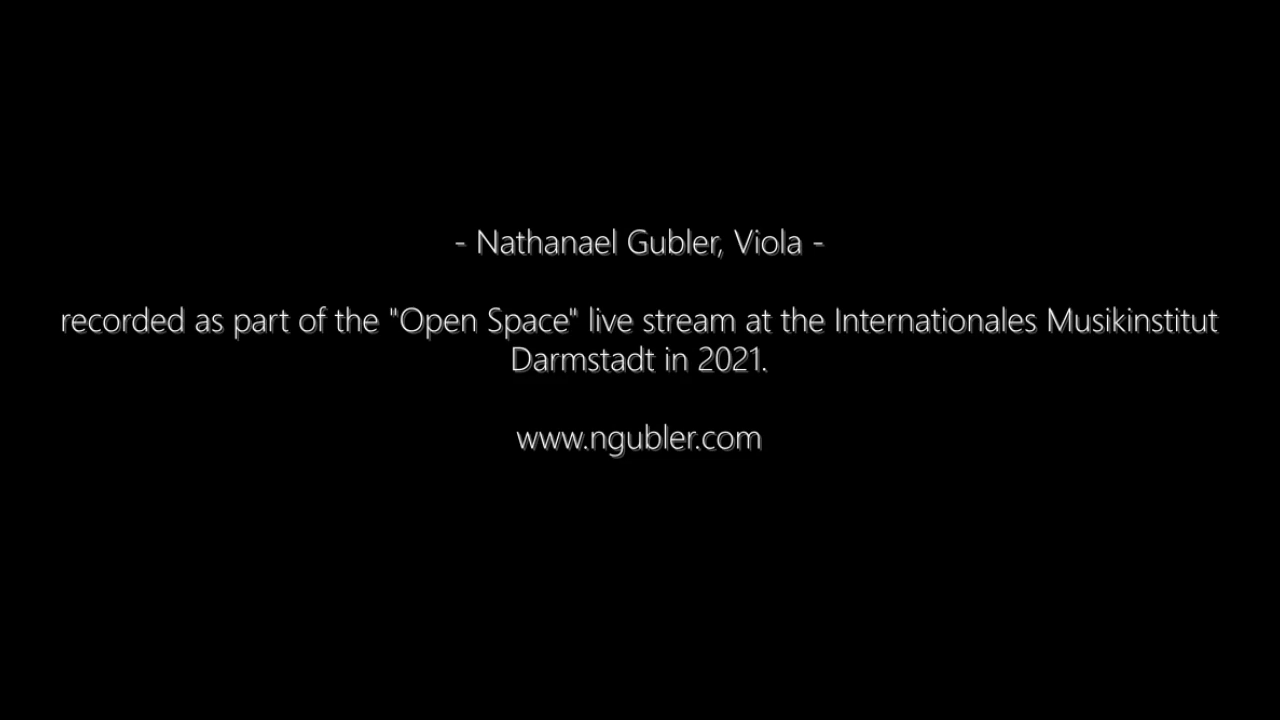 - Nathanael Gubler, Viola -
recorded as part of the "Open Space" live stream at the Internationales Musikinstitut
Darmstadt in 2021.
www.ngubler.com